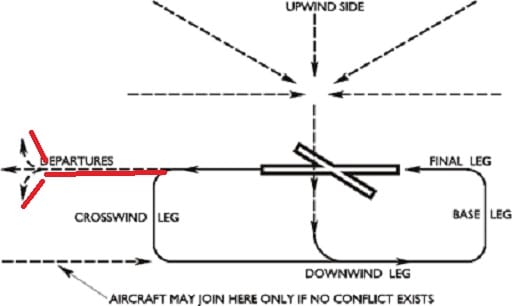 UPWIND SIDE
DEPARTURES
FINAL LEG
CROSSWIND LEG
BASE LEG
DOWNWIND LEG
AIRCRAFT MAY JOIN HERE ONLY IF NO CONFLICT EXISTS